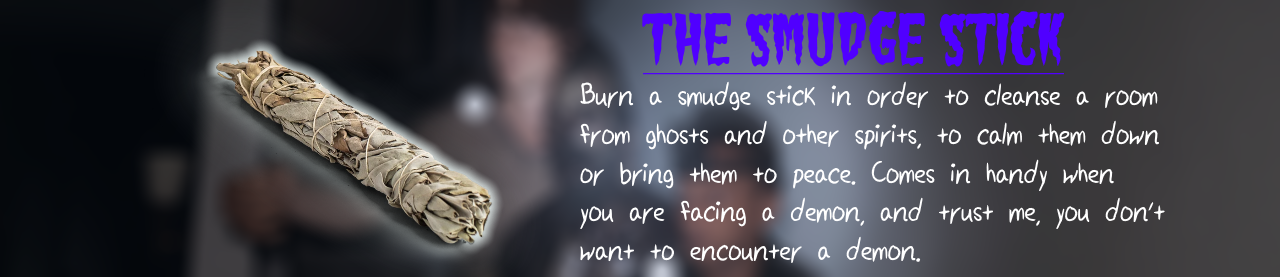 THE SMUDGE STICK
Burn a smudge stick in order to cleanse a room
from ghosts and other spirits, to calm them down
or bring them to peace. Comes in handy when
you are facing a demon, and trust me, you don't
want to encounter a demon.